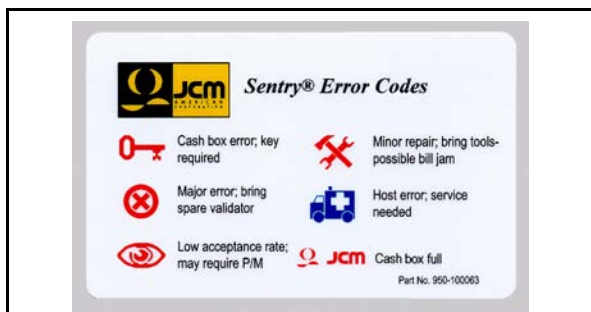 JCM
AMERICAN
CORPORATION
Sentry® Error Codes
Cash box error; key
required
Minor repair; bring tools-
possible bill jam
Major error; bring
spare validator
Host error; service
needed
Low acceptance rate;
may require P/M
JCM Cash box full
Part No. 950-100063